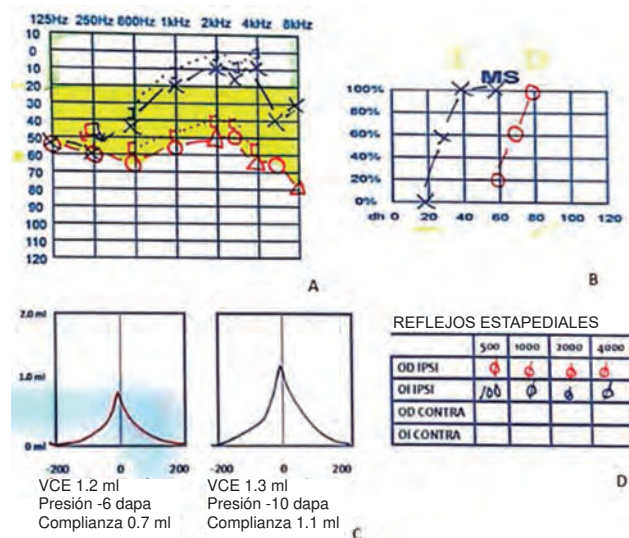 125Hz 250Hz 800Hz 1kHz 2kHz 4kHz 8kHz
10
0
10
20
30
40
50
60
70
80
90
100
110
120
A
I D
MS
100%
80%
60%
40%
20%
0%
dh 0 20 40 60 80 100 120
B
2.0 ml
1.0 ml
0 ml
-200 0 200
-200 0 200
VCE 1.2 ml
Presión -6 dapa
Complianza 0.7 ml
VCE 1.3 ml
Presión -10 dapa
Complianza 1.1 ml
C
REFLEJOS ESTAPEDIALES
500 1000 2000 4000
OD IPSI ϕ ϕ ϕ ϕ
OI IPSI 100 ϕ ϕ ϕ
OD CONTRA
OI CONTRA
D